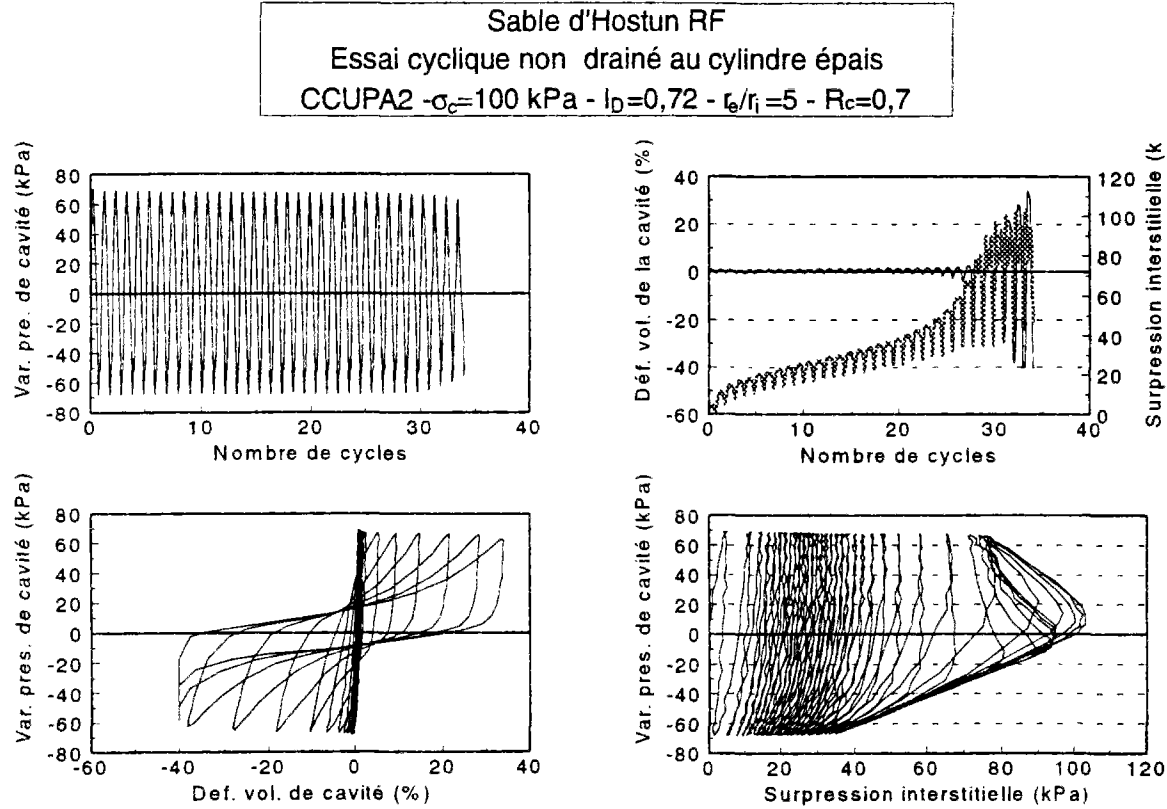 Sable d'Hostun RF
Essai cyclique non drainé au cylindre épais
CCUPA2 -σc=100 kPa - ID=0,72 - re/ri =5 - Rc=0,7
Var. pre. de cavité (kPa)
80
60
40
20
0
-20
-40
-60
-80
0 10 20 30 40
Nombre de cycles
Déf. vol. de la cavité (%)
40
20
0
-20
-40
-60
120
100
80
60
40
20
0
Surpression interstitielle (k
0 10 20 30 40
Nombre de cycles
Var. pres. de cavité (kPa)
80
60
40
20
0
-20
-40
-60
-80
-60 -40 -20 0 20 40
Def. vol. de cavité (%)
Var. pres. de cavité (kPa)
80
60
40
20
0
-20
-40
-60
-80
0 20 40 60 80 100 120
Surpression interstitielle (kPa)